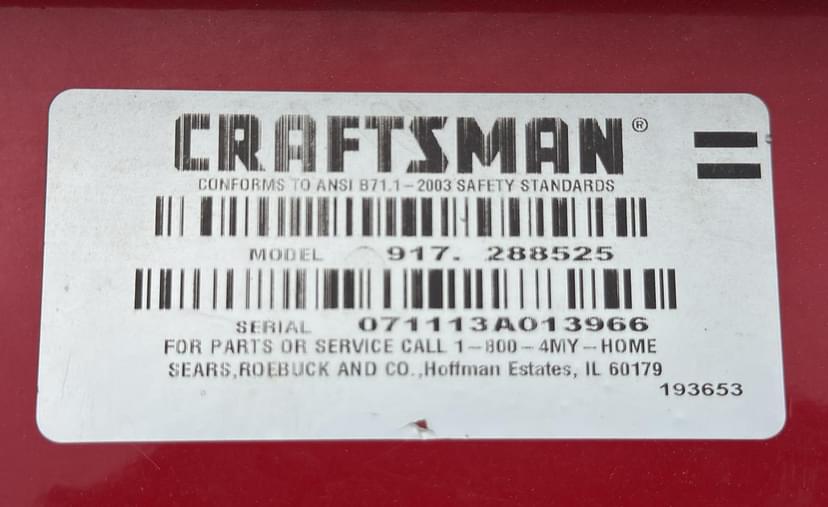 CRAFTSMAN®
CONFORMS TO ANSI B71.1-2003 SAFETY STANDARDS
MODEL 917. 288525
SERIAL 071113A013966
FOR PARTS OR SERVICE CALL 1-800-4MY-HOME
SEARS,ROEBUCK AND CO.,Hoffman Estates, IL 60179
193653